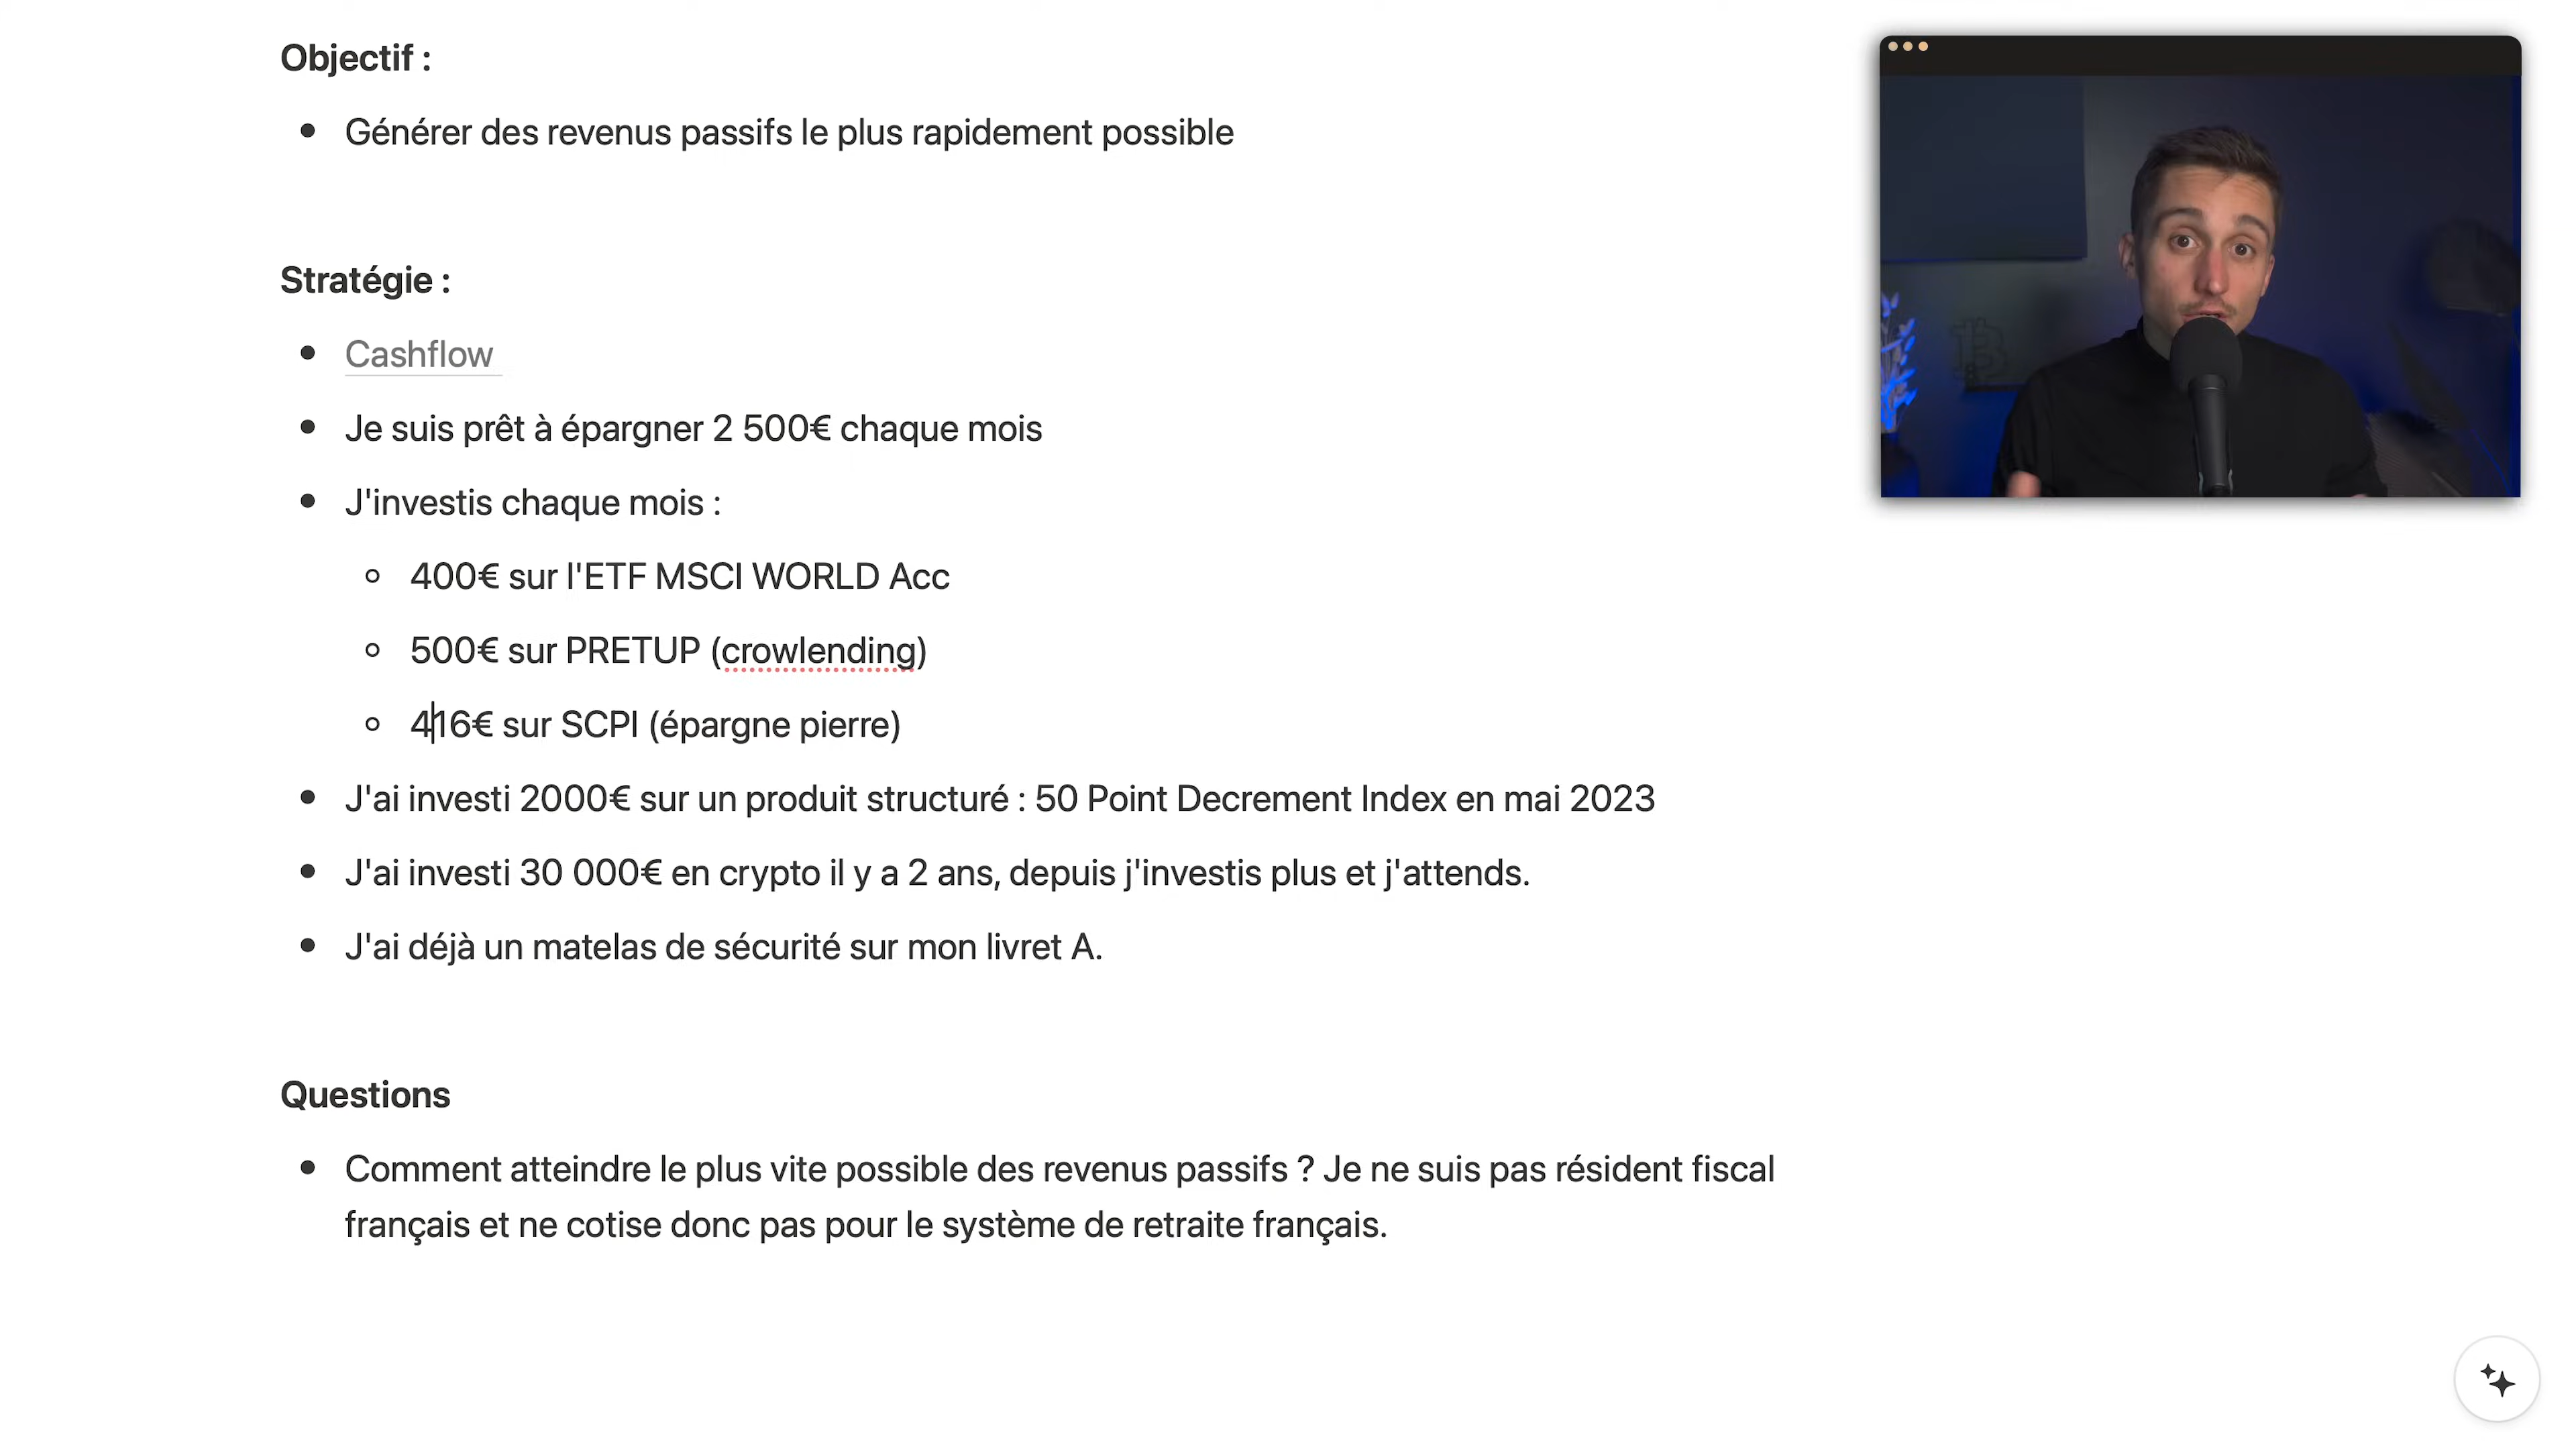 Objectif :
Générer des revenus passifs le plus rapidement possible
Stratégie :
Cashflow
Je suis prêt à épargner 2 500€ chaque mois
J'investis chaque mois :
400€ sur l'ETF MSCI WORLD Acc
500€ sur PRETUP (crowlending)
416€ sur SCPI (épargne pierre)
J'ai investi 2000€ sur un produit structuré : 50 Point Decrement Index en mai 2023
J'ai investi 30 000€ en crypto il y a 2 ans, depuis j'investis plus et j'attends.
J'ai déjà un matelas de sécurité sur mon livret A.
Questions
Comment atteindre le plus vite possible des revenus passifs ? Je ne suis pas résident fiscal
français et ne cotise donc pas pour le système de retraite français.